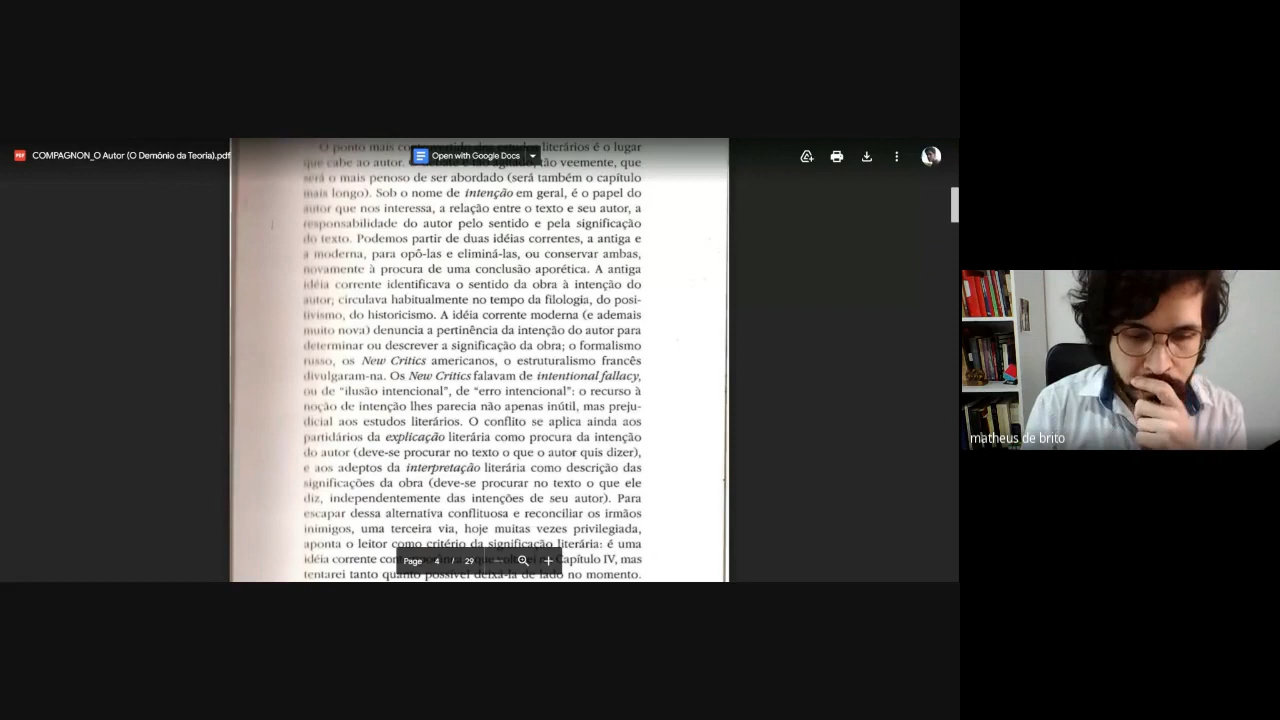 COMPAGNON_O Autor (O Demônio da Teoria).pdf
Open with Google Docs
O ponto mais literários é o lugar
que cabe ao autor. tão veemente, que
será o mais penoso de ser abordado (será também o capítulo
mais longo). Sob o nome de intenção em geral, é o papel do
autor que nos interessa, a relação entre o texto e seu autor, a
responsabilidade do autor pelo sentido e pela significação
do texto. Podemos partir de duas idéias correntes, a antiga e
a moderna, para opô-las e eliminá-las, ou conservar ambas,
novamente à procura de uma conclusão aporética. A antiga
idéia corrente identificava o sentido da obra à intenção do
autor; circulava habitualmente no tempo da filologia, do posi-
tivismo, do historicismo. A idéia corrente moderna (e ademais
muito nova) denuncia a pertinência da intenção do autor para
determinar ou descrever a significação da obra; o formalismo
russo, os New Critics americanos, o estruturalismo francês
divulgaram-na. Os New Critics falavam de intentional fallacy,
ou de “ilusão intencional”, de “erro intencional”: o recurso à
noção de intenção lhes parecia não apenas inútil, mas preju-
dicial aos estudos literários. O conflito se aplica ainda aos
partidários da explicação literária como procura da intenção
do autor (deve-se procurar no texto o que o autor quis dizer),
e aos adeptos da interpretação literária como descrição das
significações da obra (deve-se procurar no texto o que ele
diz, independentemente das intenções de seu autor). Para
escapar dessa alternativa conflituosa e reconciliar os irmãos
inimigos, uma terceira via, hoje muitas vezes privilegiada,
aponta o leitor como critério da significação literária: é uma
idéia corrente Capítulo IV, mas
tentarei tanto quanto possível deixá-la de lado no momento.
Page 4 / 29
matheus de brito